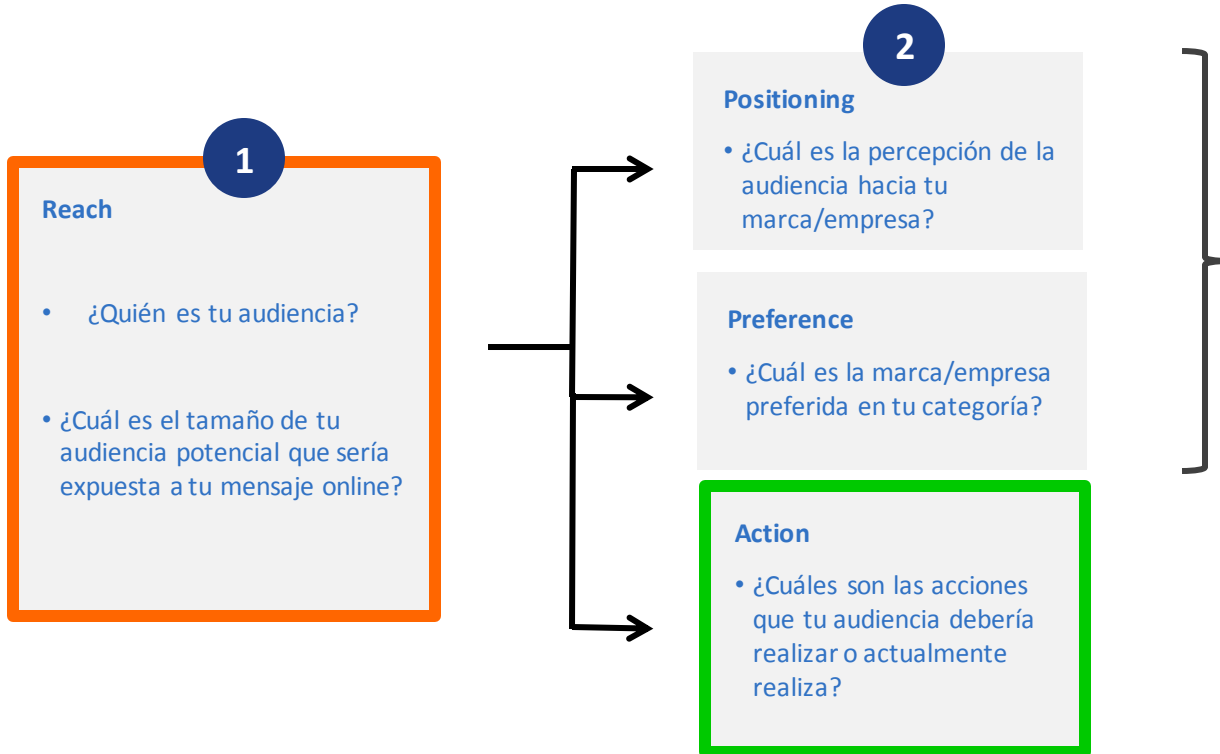 1
Reach
• ¿Quién es tu audiencia?
• ¿Cuál es el tamaño de tu
audiencia potencial que sería
expuesta a tu mensaje online?
2
Positioning
• ¿Cuál es la percepción de la
audiencia hacia tu
marca/empresa?
Preference
• ¿Cuál es la marca/empresa
preferida en tu categoría?
Action
• ¿Cuáles son las acciones
que tu audiencia debería
realizar o actualmente
realiza?